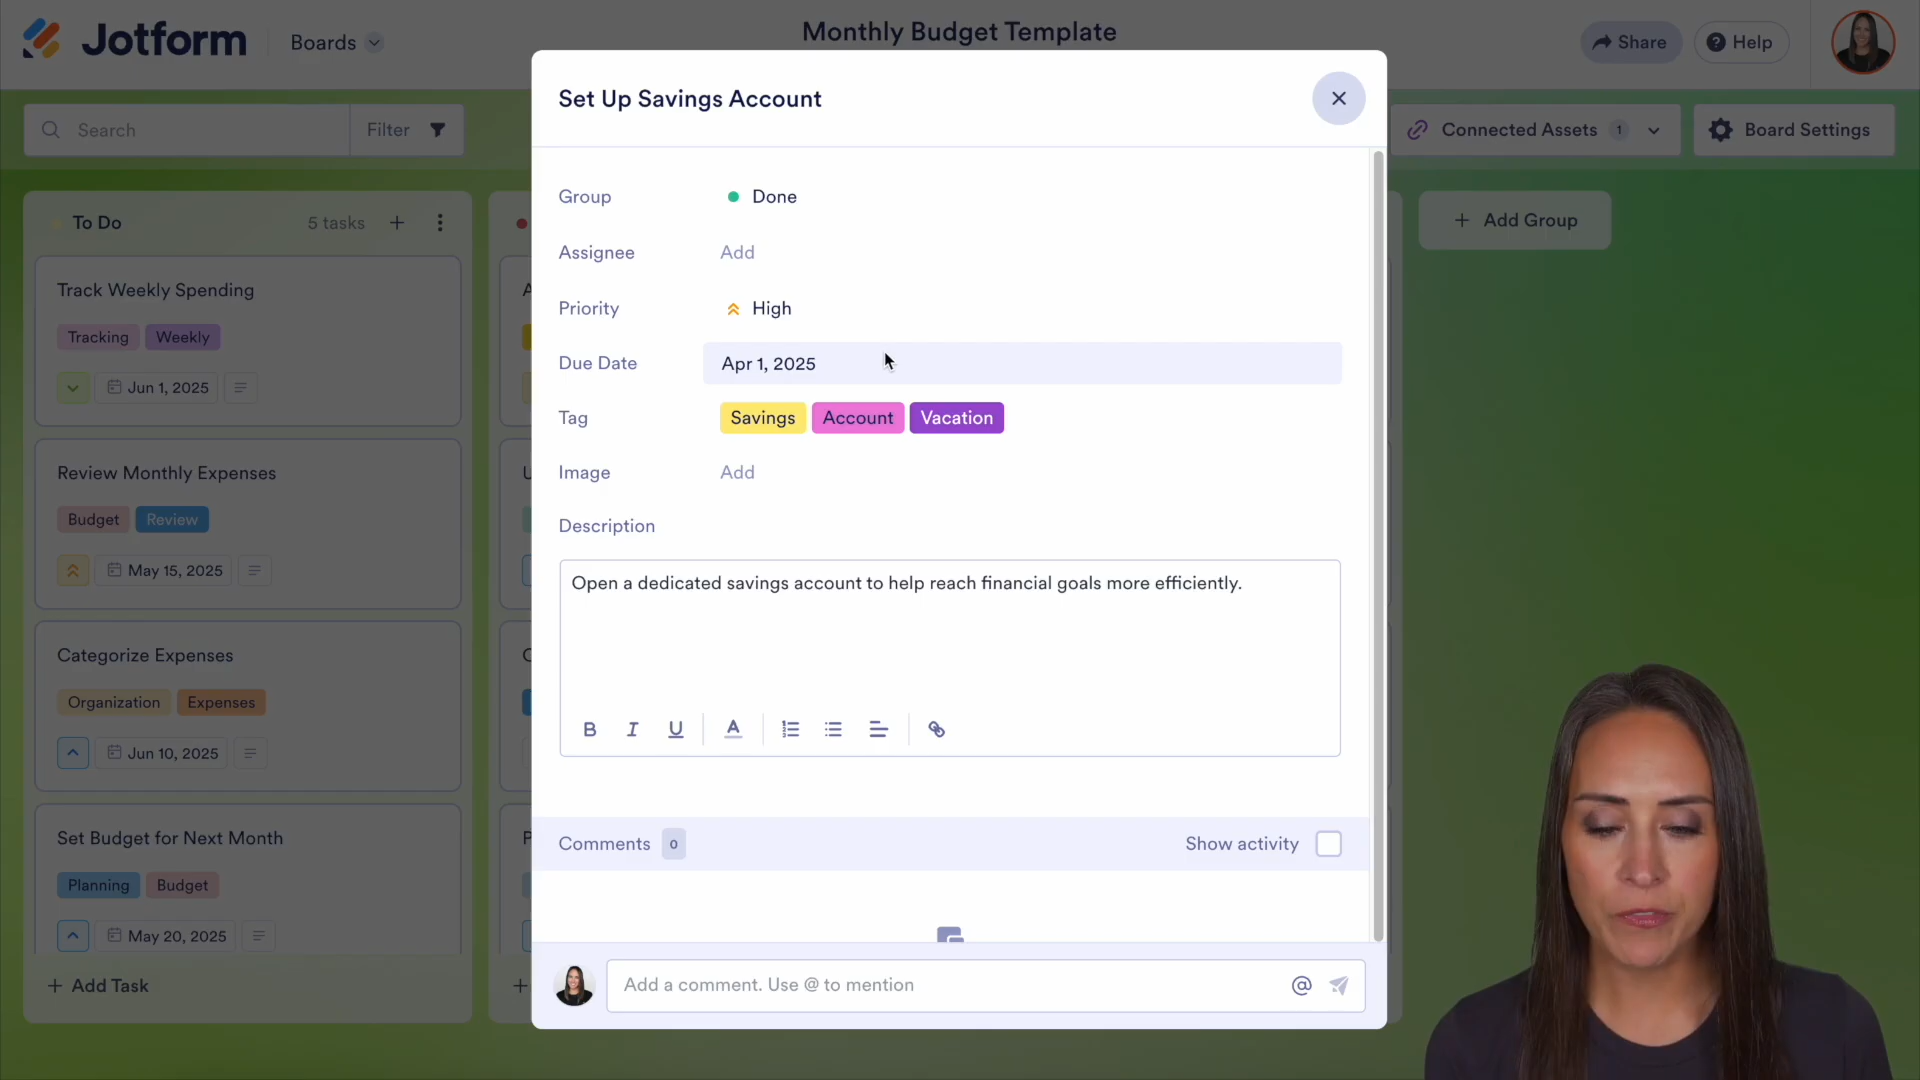 Jotform
Boards
Monthly Budget Template
Share
? Help
Search
Filter
Connected Assets 1
Board Settings
To Do
5 tasks
Track Weekly Spending
Tracking
Weekly
Jun 1, 2025
Review Monthly Expenses
Budget
Review
May 15, 2025
Categorize Expenses
Organization
Expenses
Jun 10, 2025
Set Budget for Next Month
Planning
Budget
May 20, 2025
+ Add Task
Set Up Savings Account
Group
Done
Assignee
Add
Priority
High
Due Date
Apr 1, 2025
Tag
Savings
Account
Vacation
Image
Add
Description
Open a dedicated savings account to help reach financial goals more efficiently.
B I U A
Comments 0
Show activity
Add a comment. Use @ to mention
@
+ Add Group